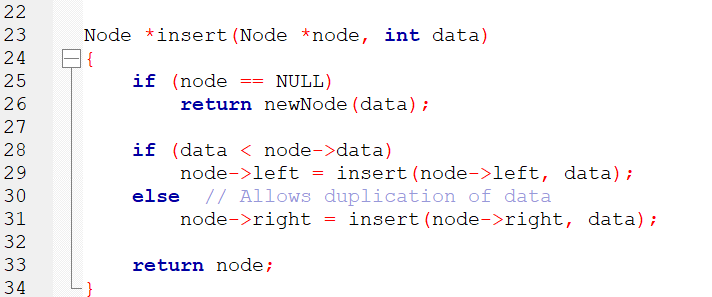 22
23 Node *insert(Node *node, int data)
24 {
25 if (node == NULL)
26 return newNode(data);
27
28 if (data < node->data)
29 node->left = insert(node->left, data);
30 else // Allows duplication of data
31 node->right = insert(node->right, data);
32
33 return node;
34 }